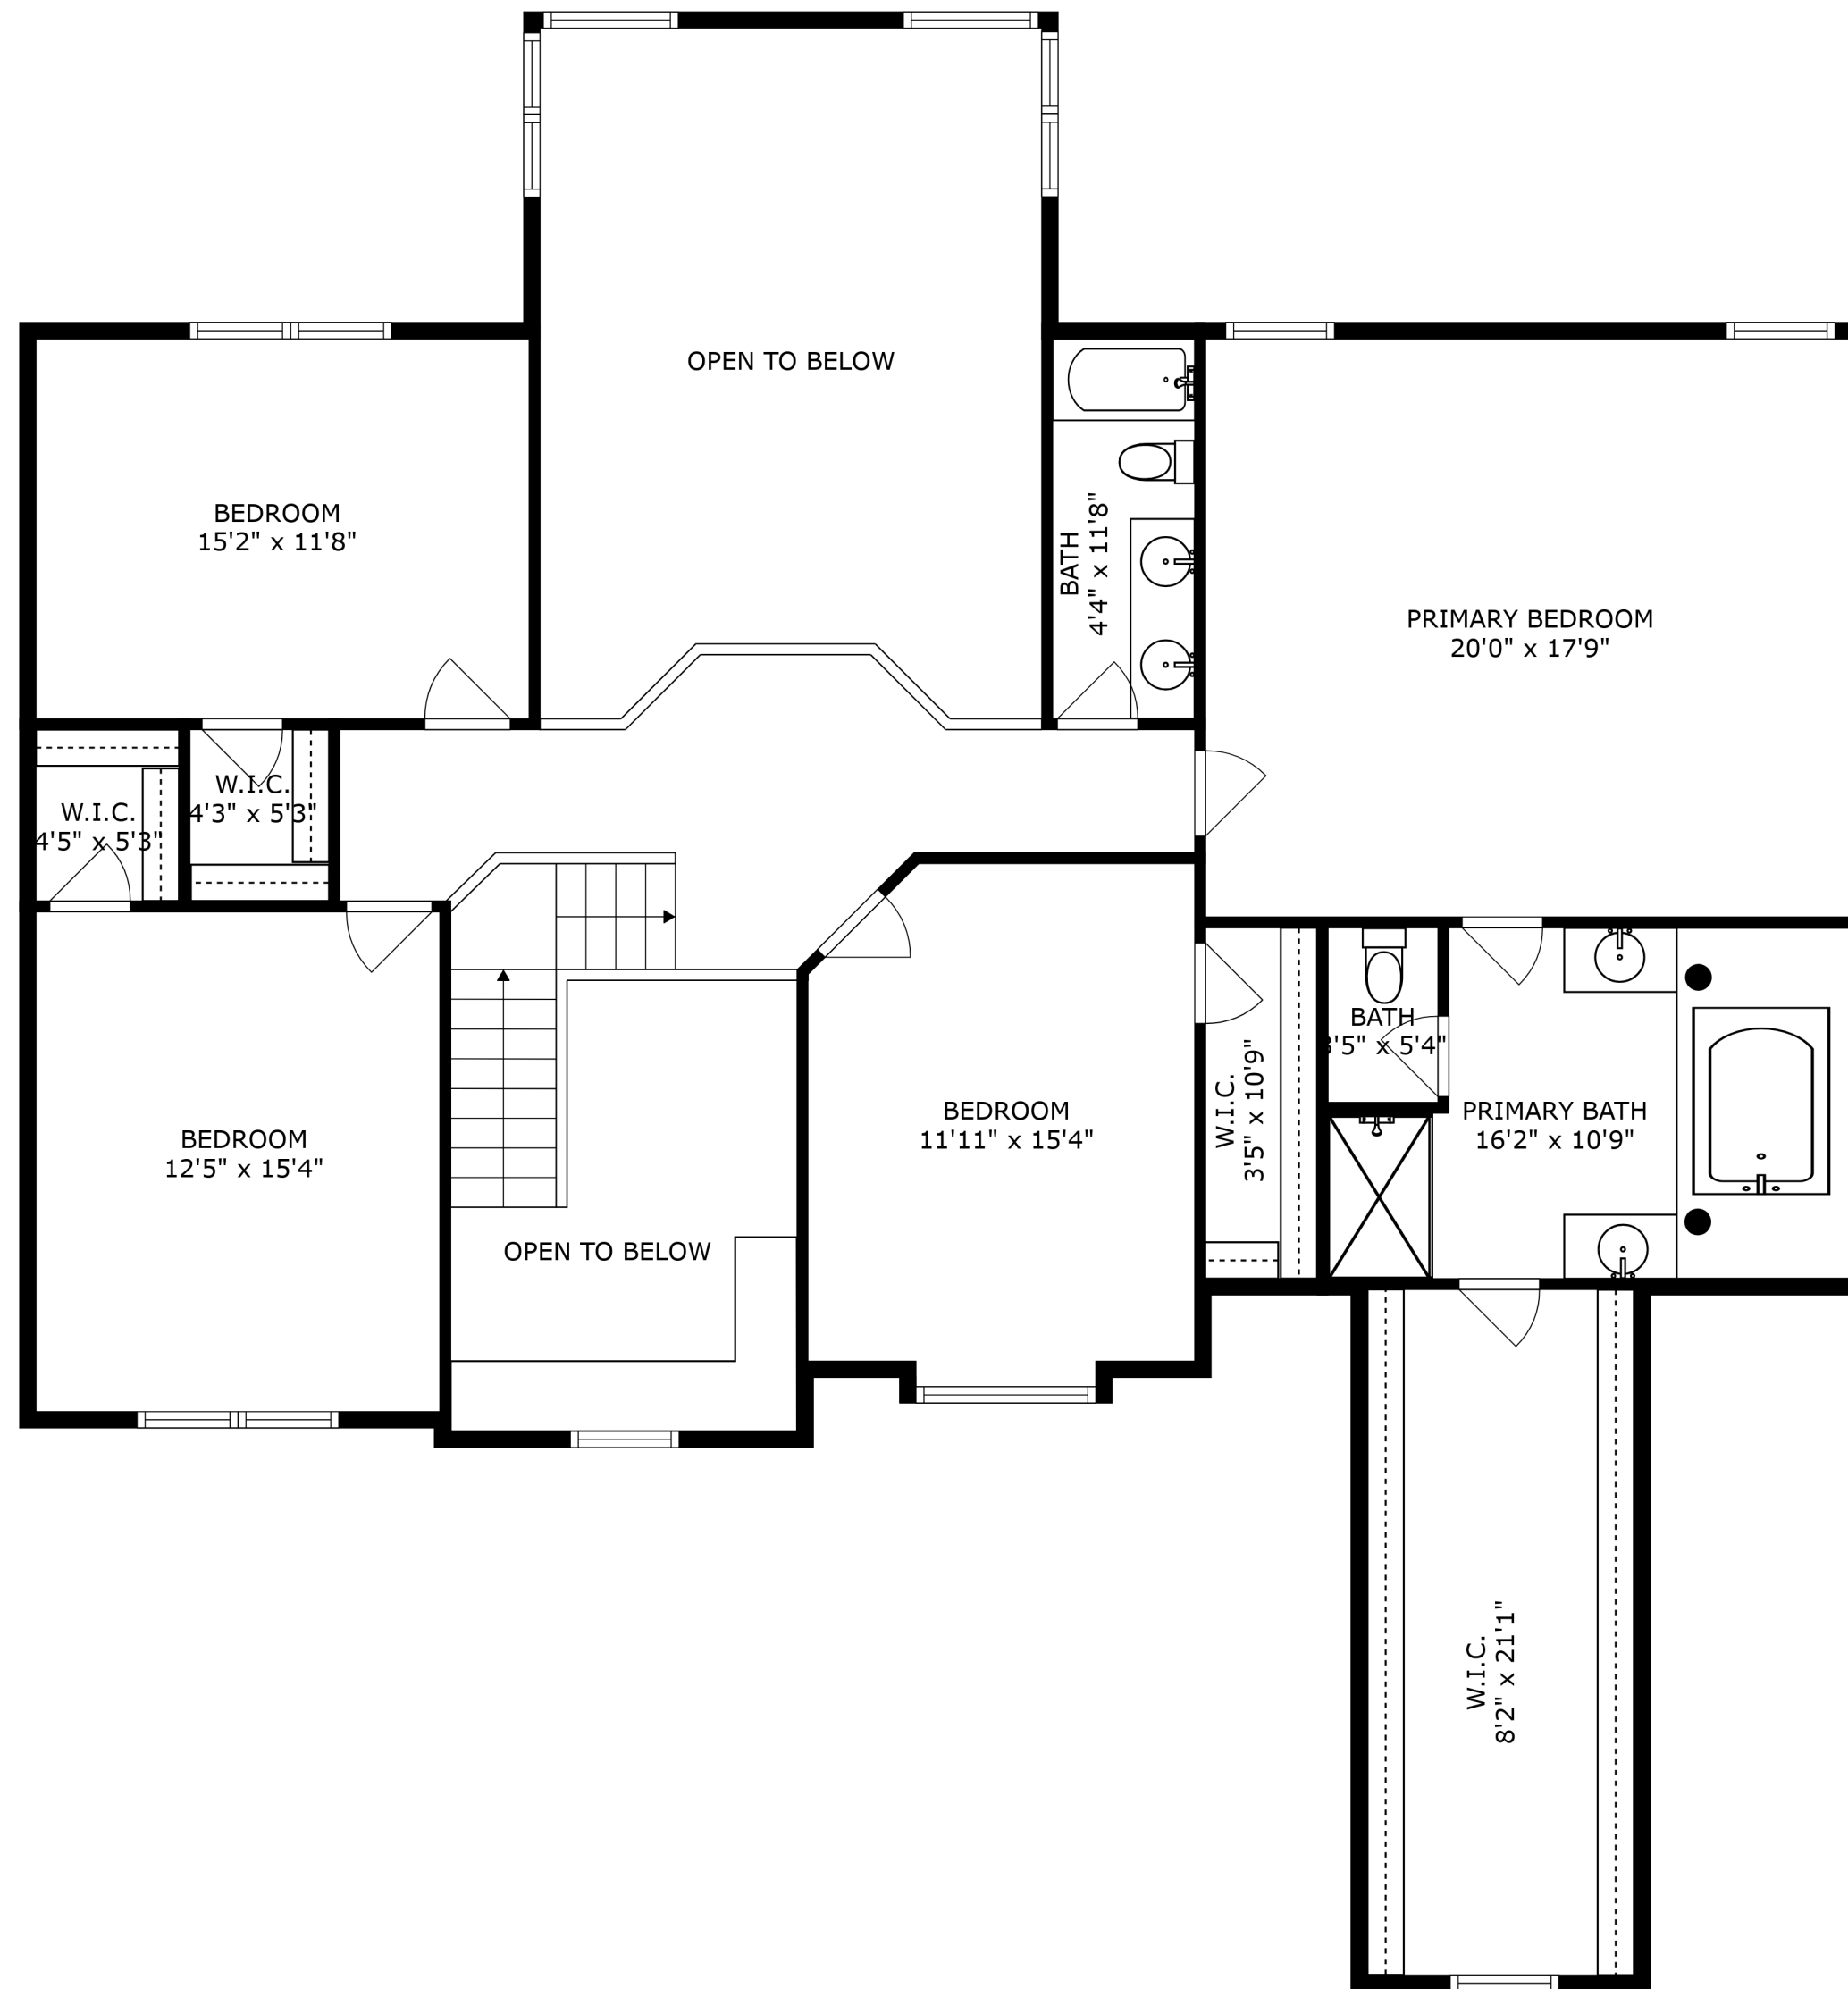 OPEN TO BELOW
BEDROOM
15'2" x 11'8"
BATH
4'4" x 11'8"
PRIMARY BEDROOM
20'0" x 17'9"
W.I.C.
4'5" x 5'3"
W.I.C.
4'3" x 5'3"
BEDROOM
12'5" x 15'4"
OPEN TO BELOW
BEDROOM
11'11" x 15'4"
W.I.C.
3'5" x 10'9"
BATH
3'5" x 5'4"
PRIMARY BATH
16'2" x 10'9"
W.I.C.
8'2" x 21'1"